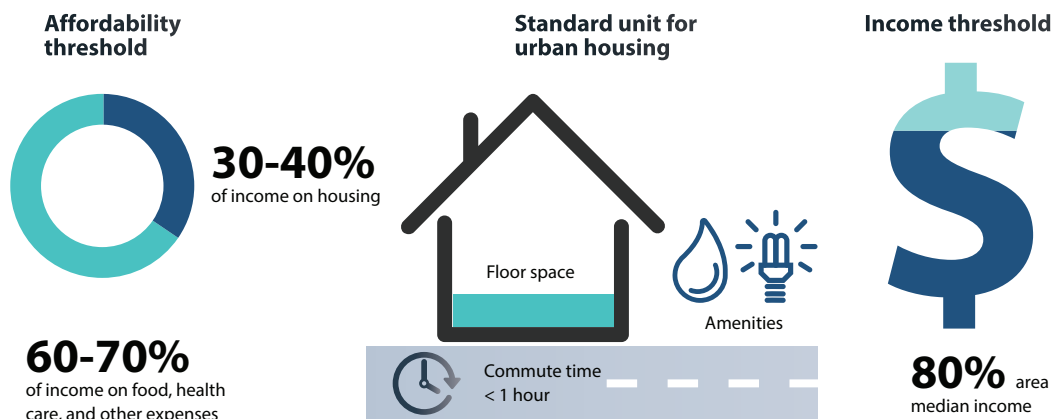 Affordability
threshold
30-40%
of income on housing
60-70%
of income on food, health
care, and other expenses
Standard unit for
urban housing
Floor space
Amenities
Commute time
< 1 hour
Income threshold
80% area
median income